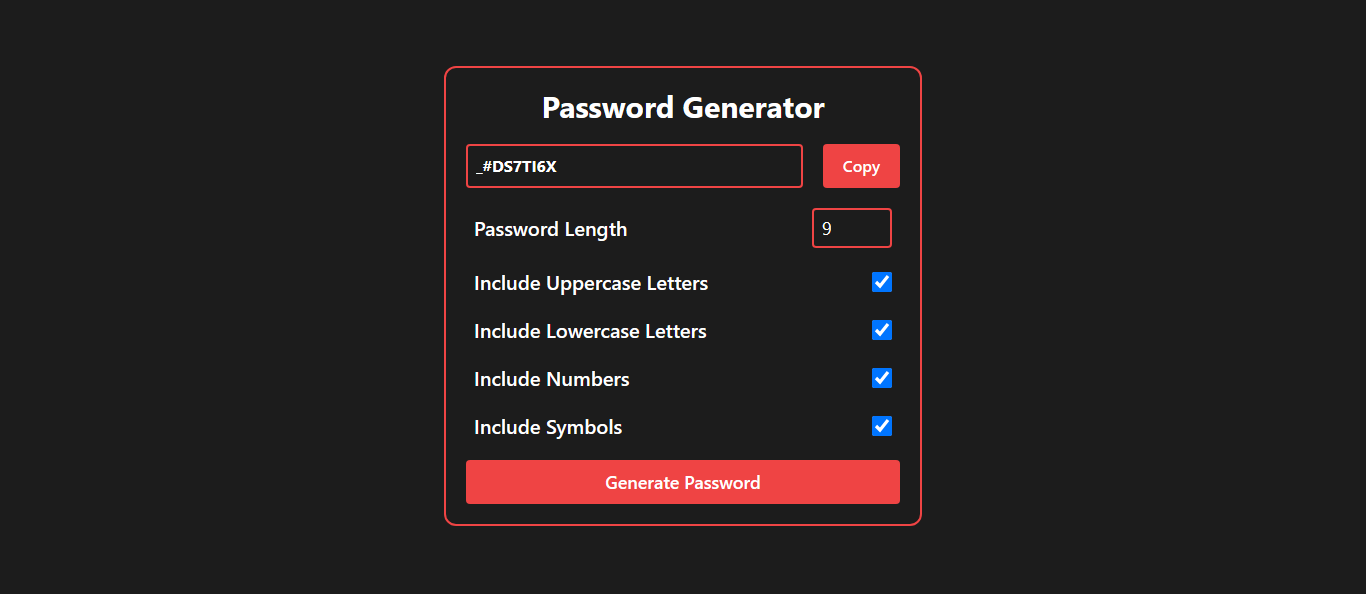 Password Generator
_#DS7TI6X
Copy
Password Length
9
Include Uppercase Letters
Include Lowercase Letters
Include Numbers
Include Symbols
Generate Password